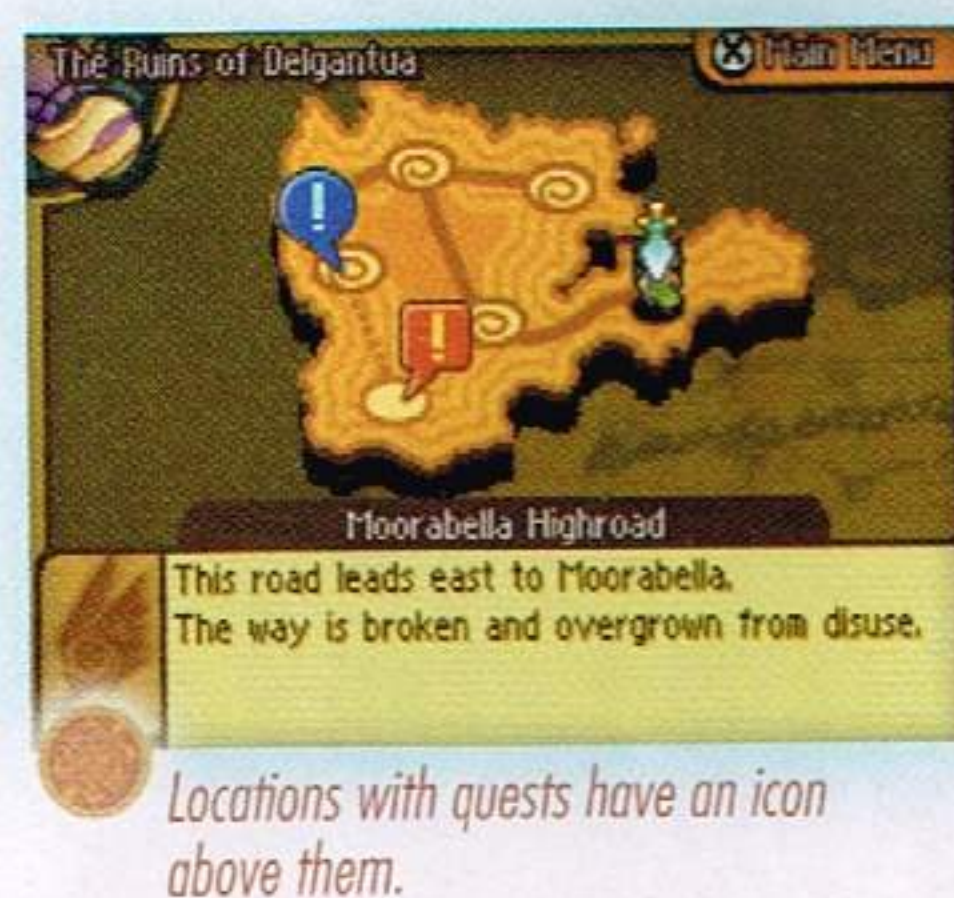 The Ruins of Delgantua
X Main Menu
!
!
Moorabella Highroad
This road leads east to Moorabella.
The way is broken and overgrown from disuse.
Locations with quests have an icon
above them.